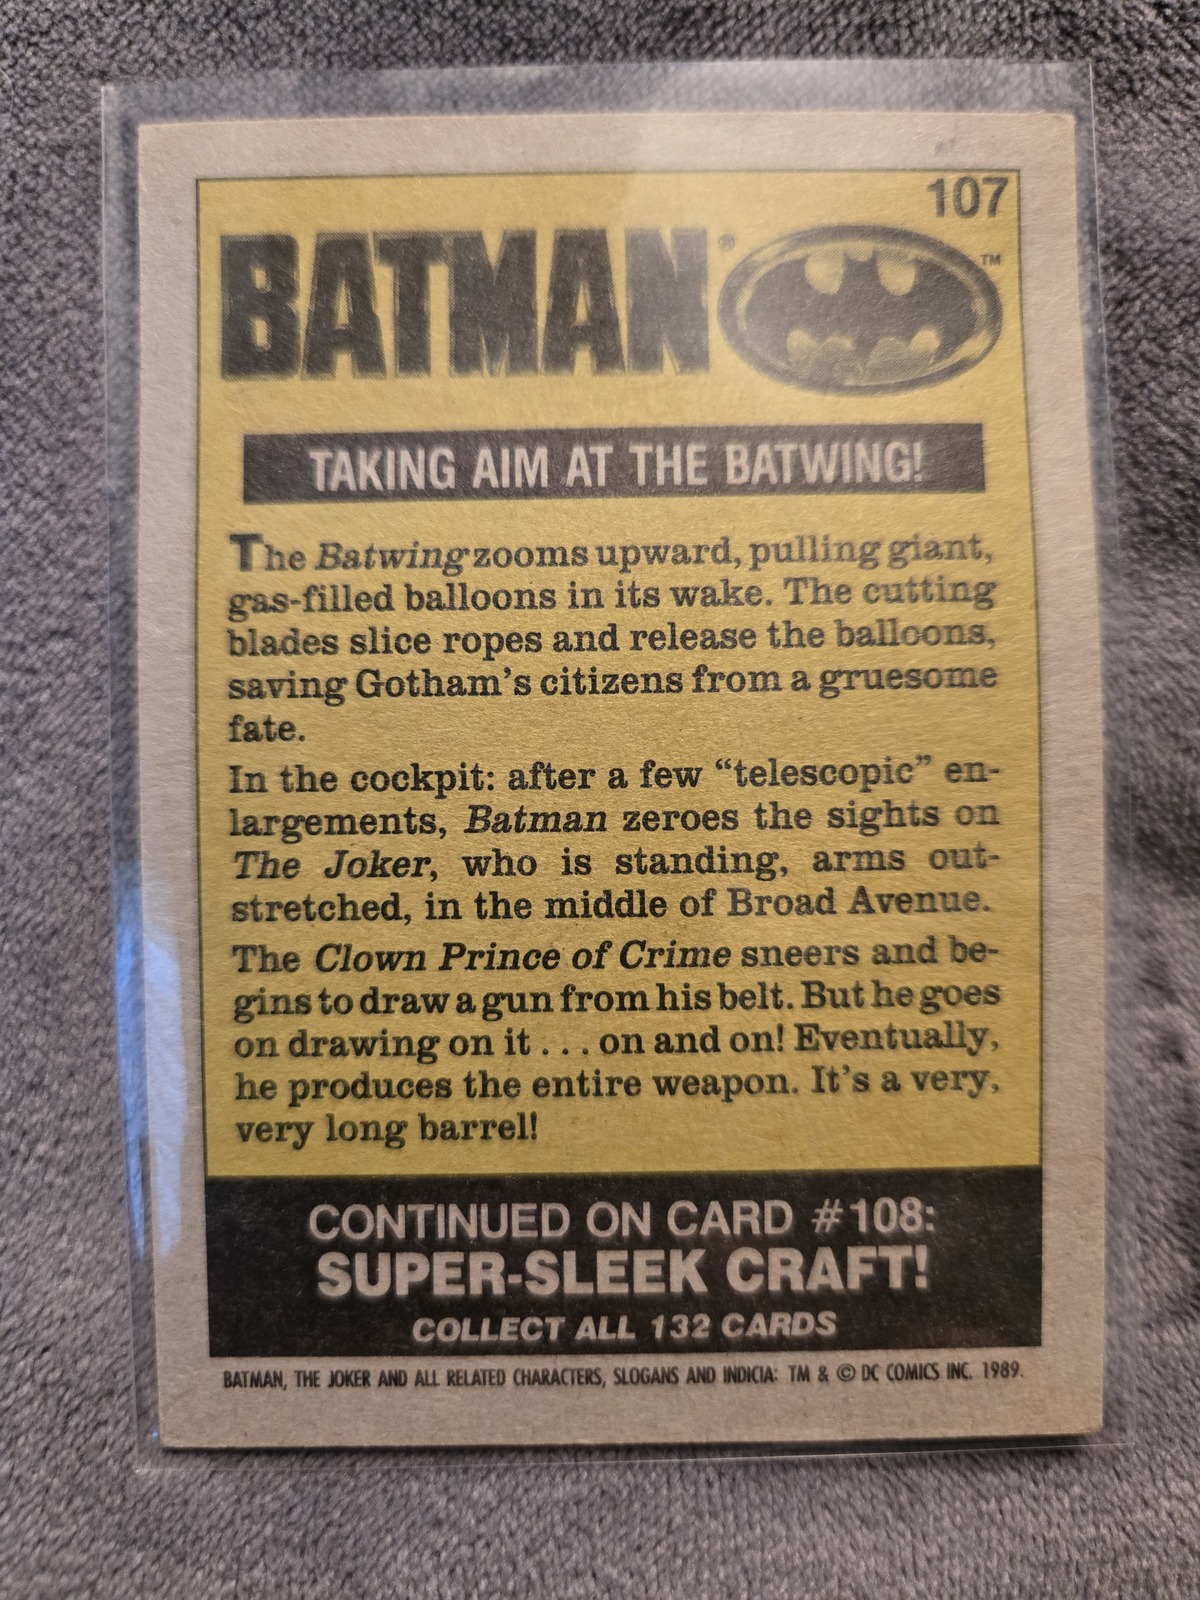 107
BATMAN®
TM
TAKING AIM AT THE BATWING!
The Batwing zooms upward, pulling giant,
gas-filled balloons in its wake. The cutting
blades slice ropes and release the balloons,
saving Gotham's citizens from a gruesome
fate.
In the cockpit: after a few “telescopic” en-
largements, Batman zeroes the sights on
The Joker, who is standing, arms out-
stretched, in the middle of Broad Avenue.
The Clown Prince of Crime sneers and be-
gins to draw a gun from his belt. But he goes
on drawing on it . . . on and on! Eventually,
he produces the entire weapon. It's a very,
very long barrel!
CONTINUED ON CARD #108:
SUPER-SLEEK CRAFT!
COLLECT ALL 132 CARDS
BATMAN, THE JOKER AND ALL RELATED CHARACTERS, SLOGANS AND INDICIA: TM & © DC COMICS INC. 1989.